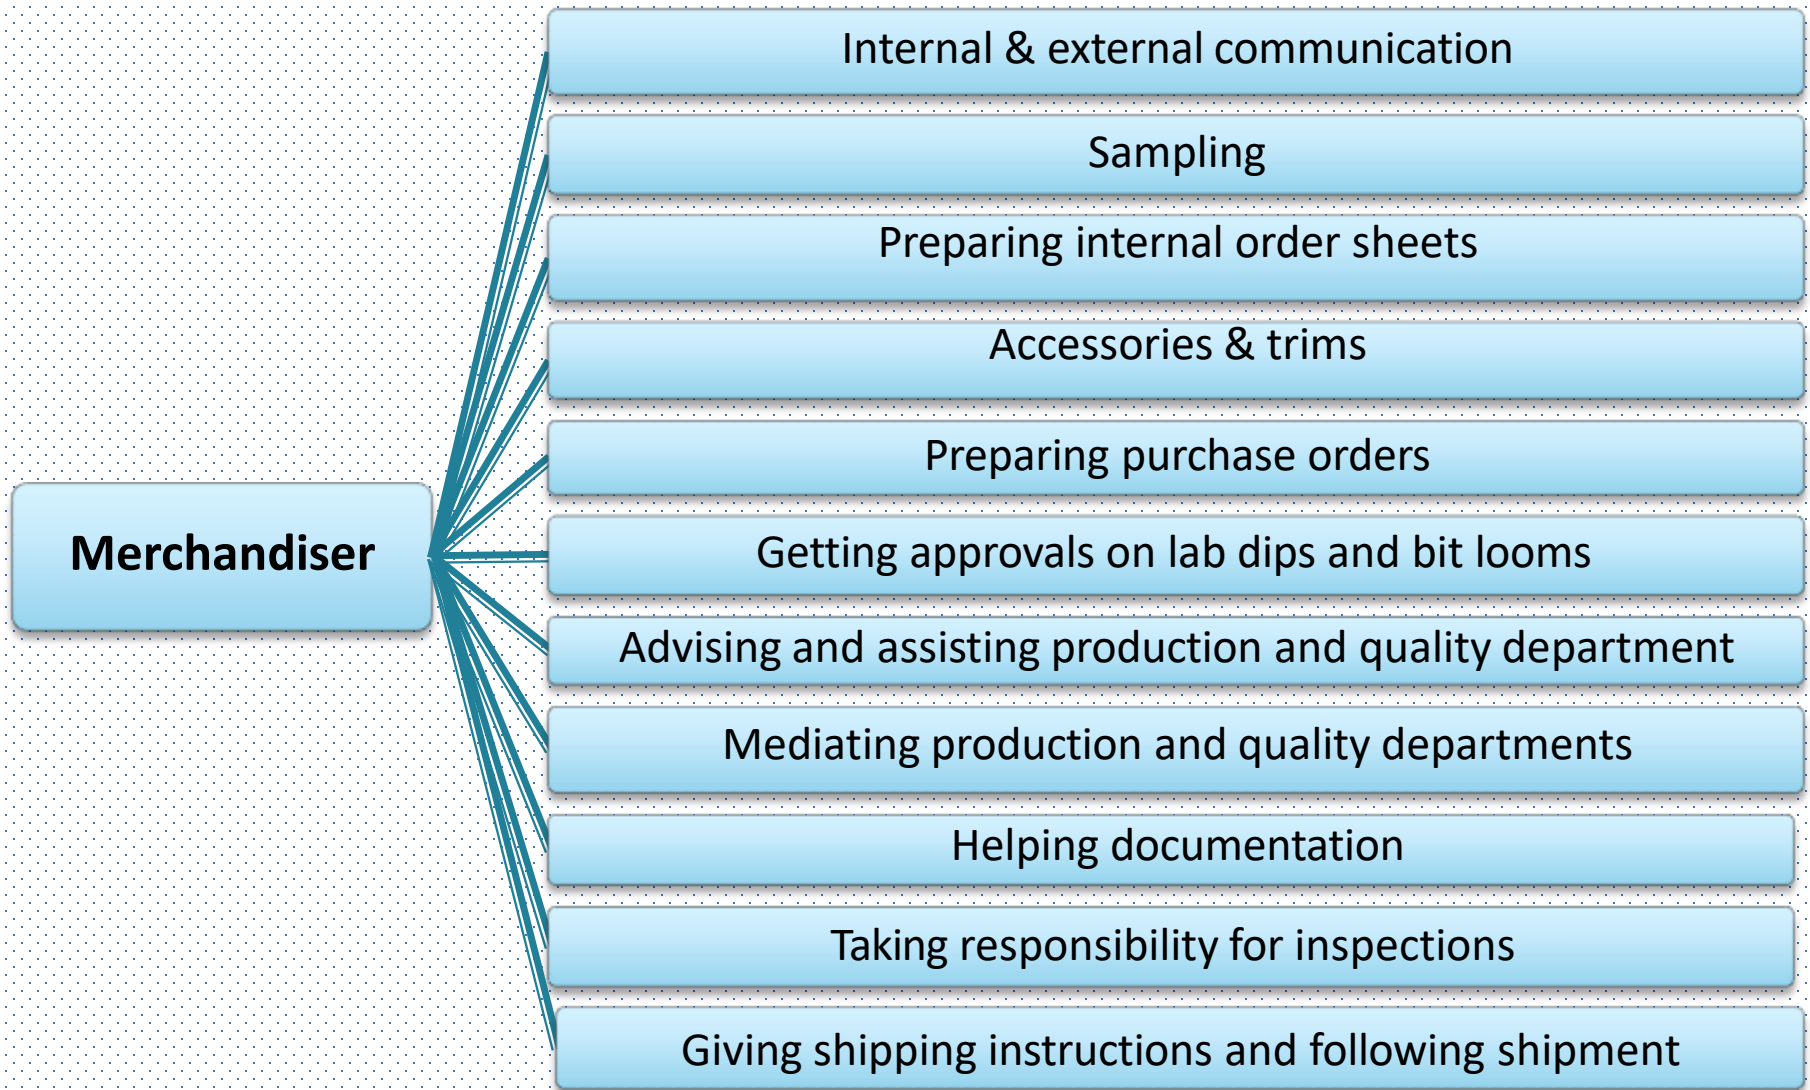 Internal & external communication
Sampling
Preparing internal order sheets
Accessories & trims
Preparing purchase orders
Merchandiser
Getting approvals on lab dips and bit looms
Advising and assisting production and quality department
Mediating production and quality departments
Helping documentation
Taking responsibility for inspections
Giving shipping instructions and following shipment